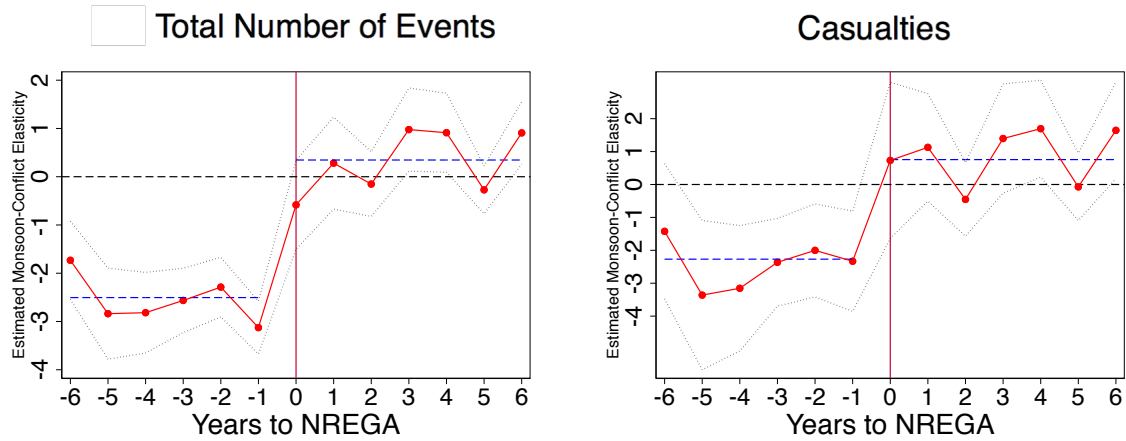 Total Number of Events
Estimated Monsoon-Conflict Elasticity
2
1
0
-1
-2
-3
-4
-6 -5 -4 -3 -2 -1 0 1 2 3 4 5 6
Years to NREGA
Casualties
Estimated Monsoon-Conflict Elasticity
2
1
0
-1
-2
-3
-4
-6 -5 -4 -3 -2 -1 0 1 2 3 4 5 6
Years to NREGA